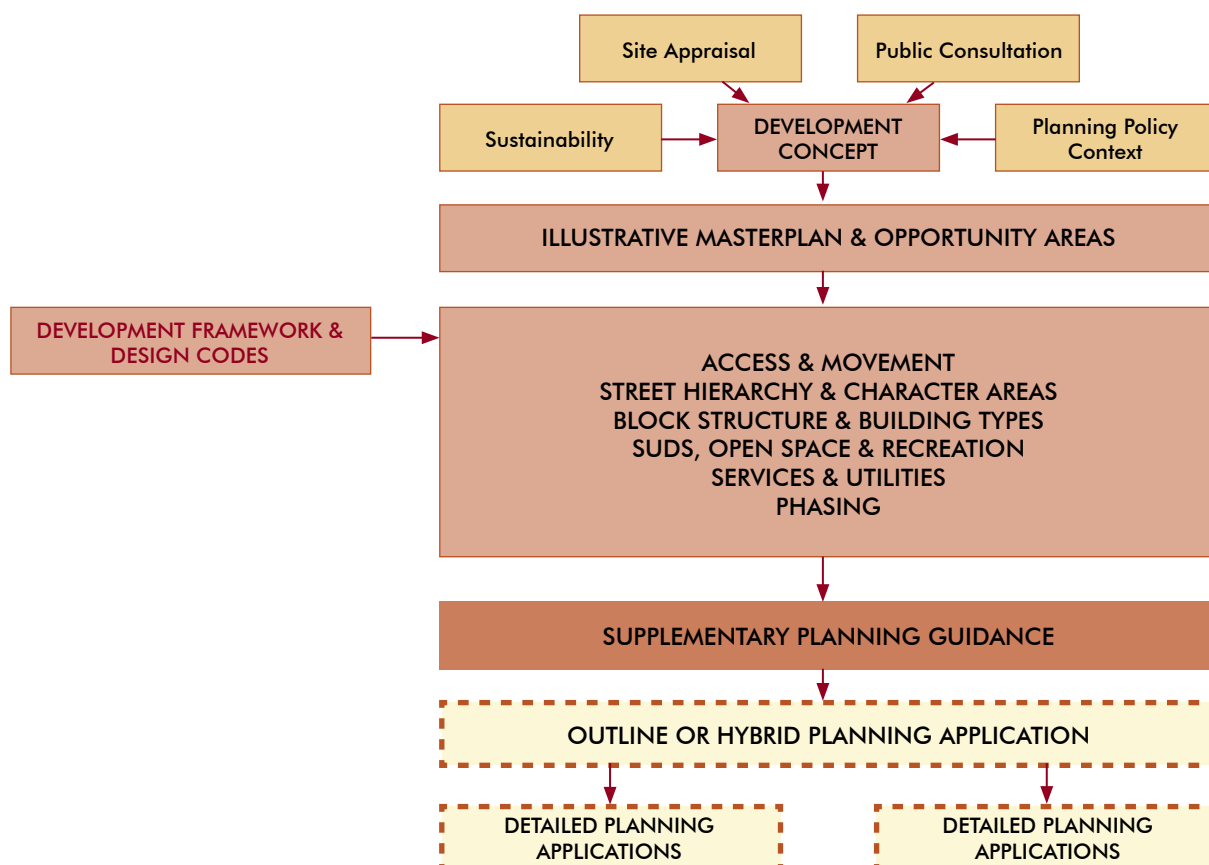 Site Appraisal
Public Consultation
Sustainability
DEVELOPMENT
CONCEPT
Planning Policy
Context
ILLUSTRATIVE MASTERPLAN & OPPORTUNITY AREAS
DEVELOPMENT FRAMEWORK &
DESIGN CODES
ACCESS & MOVEMENT
STREET HIERARCHY & CHARACTER AREAS
BLOCK STRUCTURE & BUILDING TYPES
SUDS, OPEN SPACE & RECREATION
SERVICES & UTILITIES
PHASING
SUPPLEMENTARY PLANNING GUIDANCE
OUTLINE OR HYBRID PLANNING APPLICATION
DETAILED PLANNING
APPLICATIONS
DETAILED PLANNING
APPLICATIONS